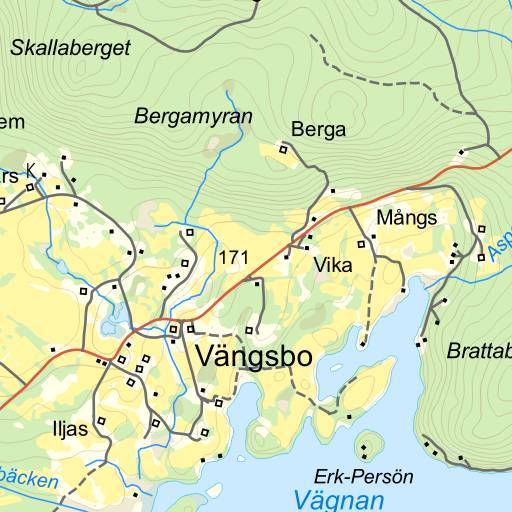 Skallaberget
Bergamyran
em
Berga
rs K
Mångs
171
Vika
Asp
Vängsbo
Brattab
Iljas
bäcken
Erk-Persön
Vägnan